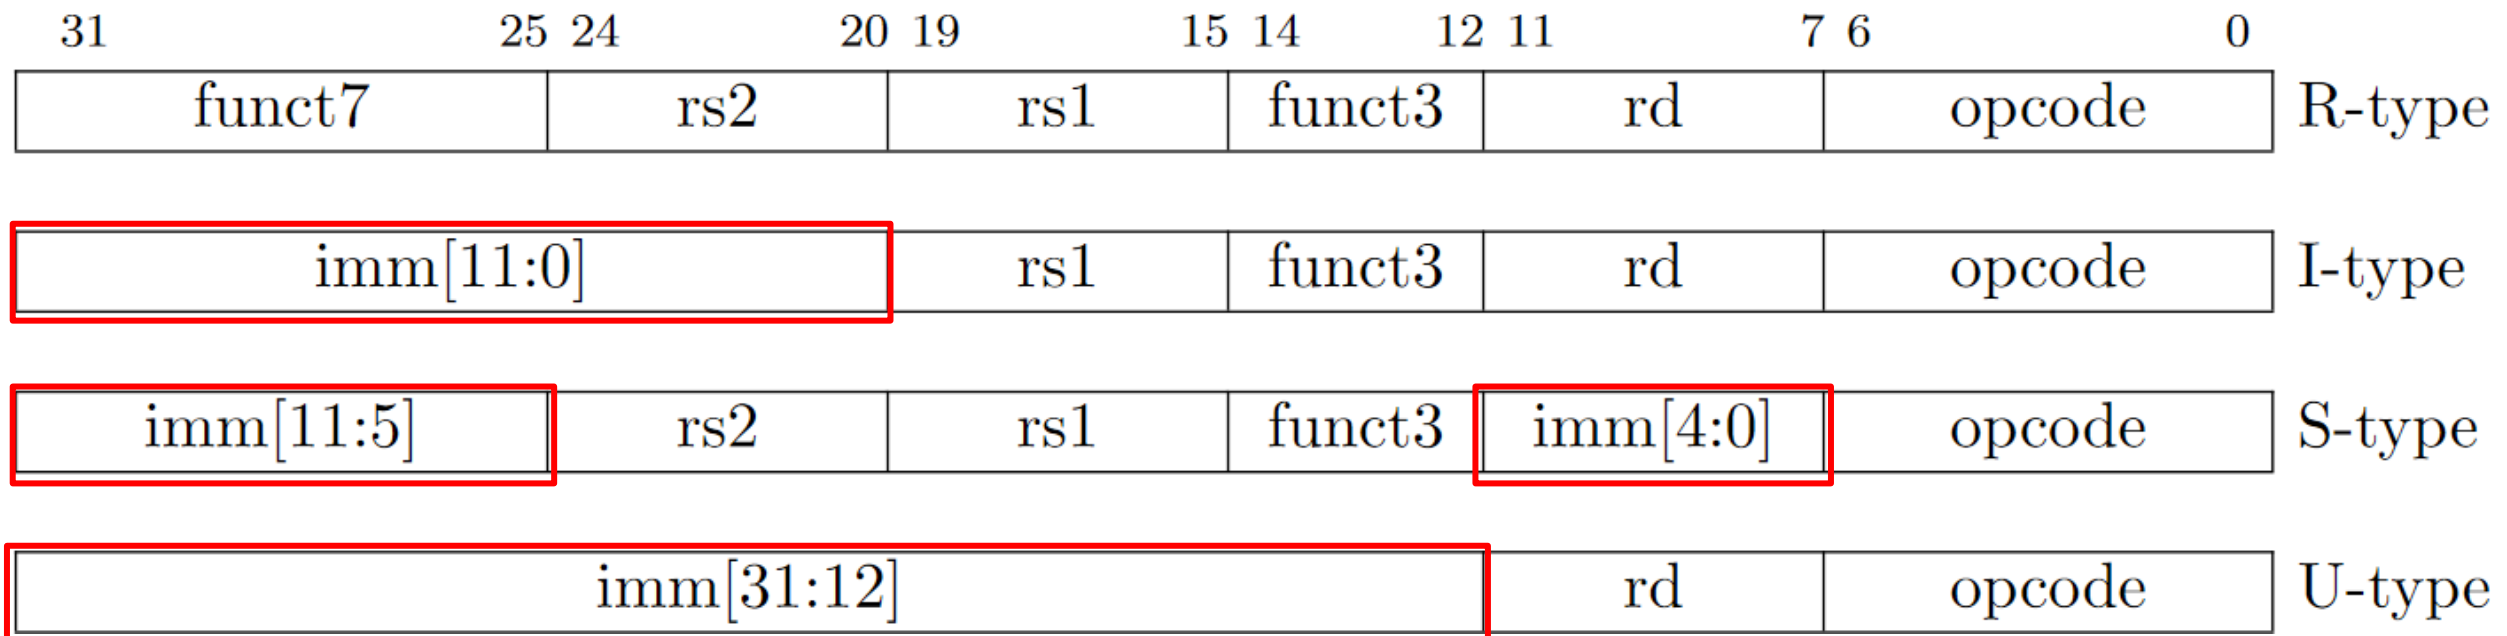 31 25 24 20 19 15 14 12 11 7 6 0
funct7 rs2 rs1 funct3 rd opcode R-type
imm[11:0] rs1 funct3 rd opcode I-type
imm[11:5] rs2 rs1 funct3 imm[4:0] opcode S-type
imm[31:12] rd opcode U-type